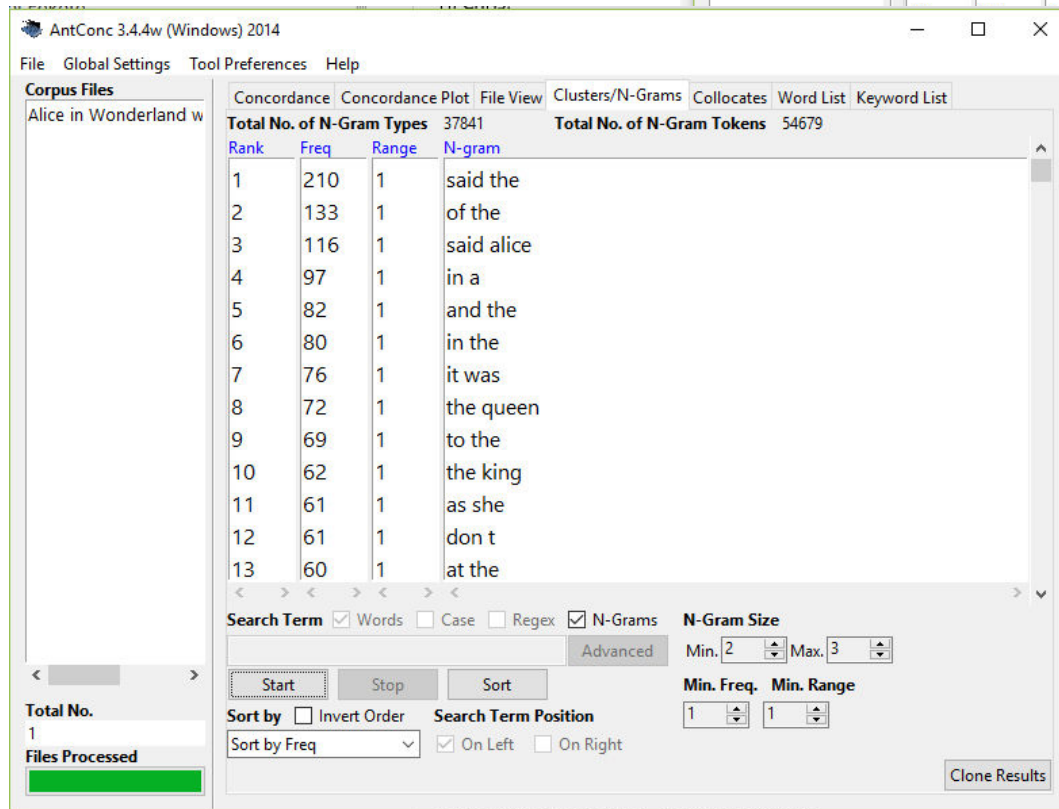 AntConc 3.4.4w (Windows) 2014
File Global Settings Tool Preferences Help
Corpus Files
Alice in Wonderland w
Concordance Concordance Plot File View Clusters/N-Grams Collocates Word List Keyword List
Total No. of N-Gram Types 37841 Total No. of N-Gram Tokens 54679
Rank Freq Range N-gram
1 210 1 said the
2 133 1 of the
3 116 1 said alice
4 97 1 in a
5 82 1 and the
6 80 1 in the
7 76 1 it was
8 72 1 the queen
9 69 1 to the
10 62 1 the king
11 61 1 as she
12 61 1 don t
13 60 1 at the
Search Term Words Case Regex N-Grams N-Gram Size
Advanced Min. 2 Max. 3
Start Stop Sort Min. Freq. Min. Range
Total No. Sort by Invert Order Search Term Position 1 1
1
Sort by Freq On Left On Right
Files Processed
Clone Results